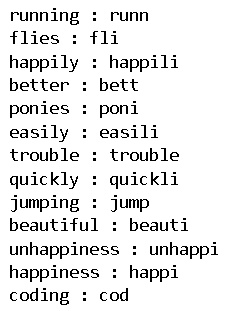 running : runn
flies : fli
happily : happili
better : bett
ponies : poni
easily : easili
trouble : trouble
quickly : quickli
jumping : jump
beautiful : beauti
unhappiness : unhappi
happiness : happi
coding : cod